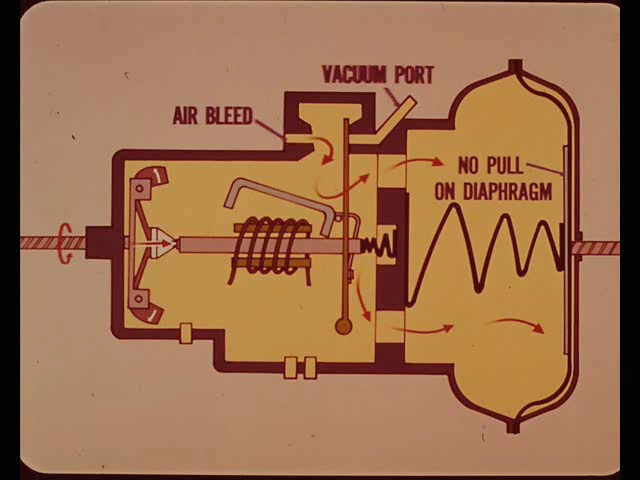 VACUUM PORT
AIR BLEED
NO PULL
ON DIAPHRAGM